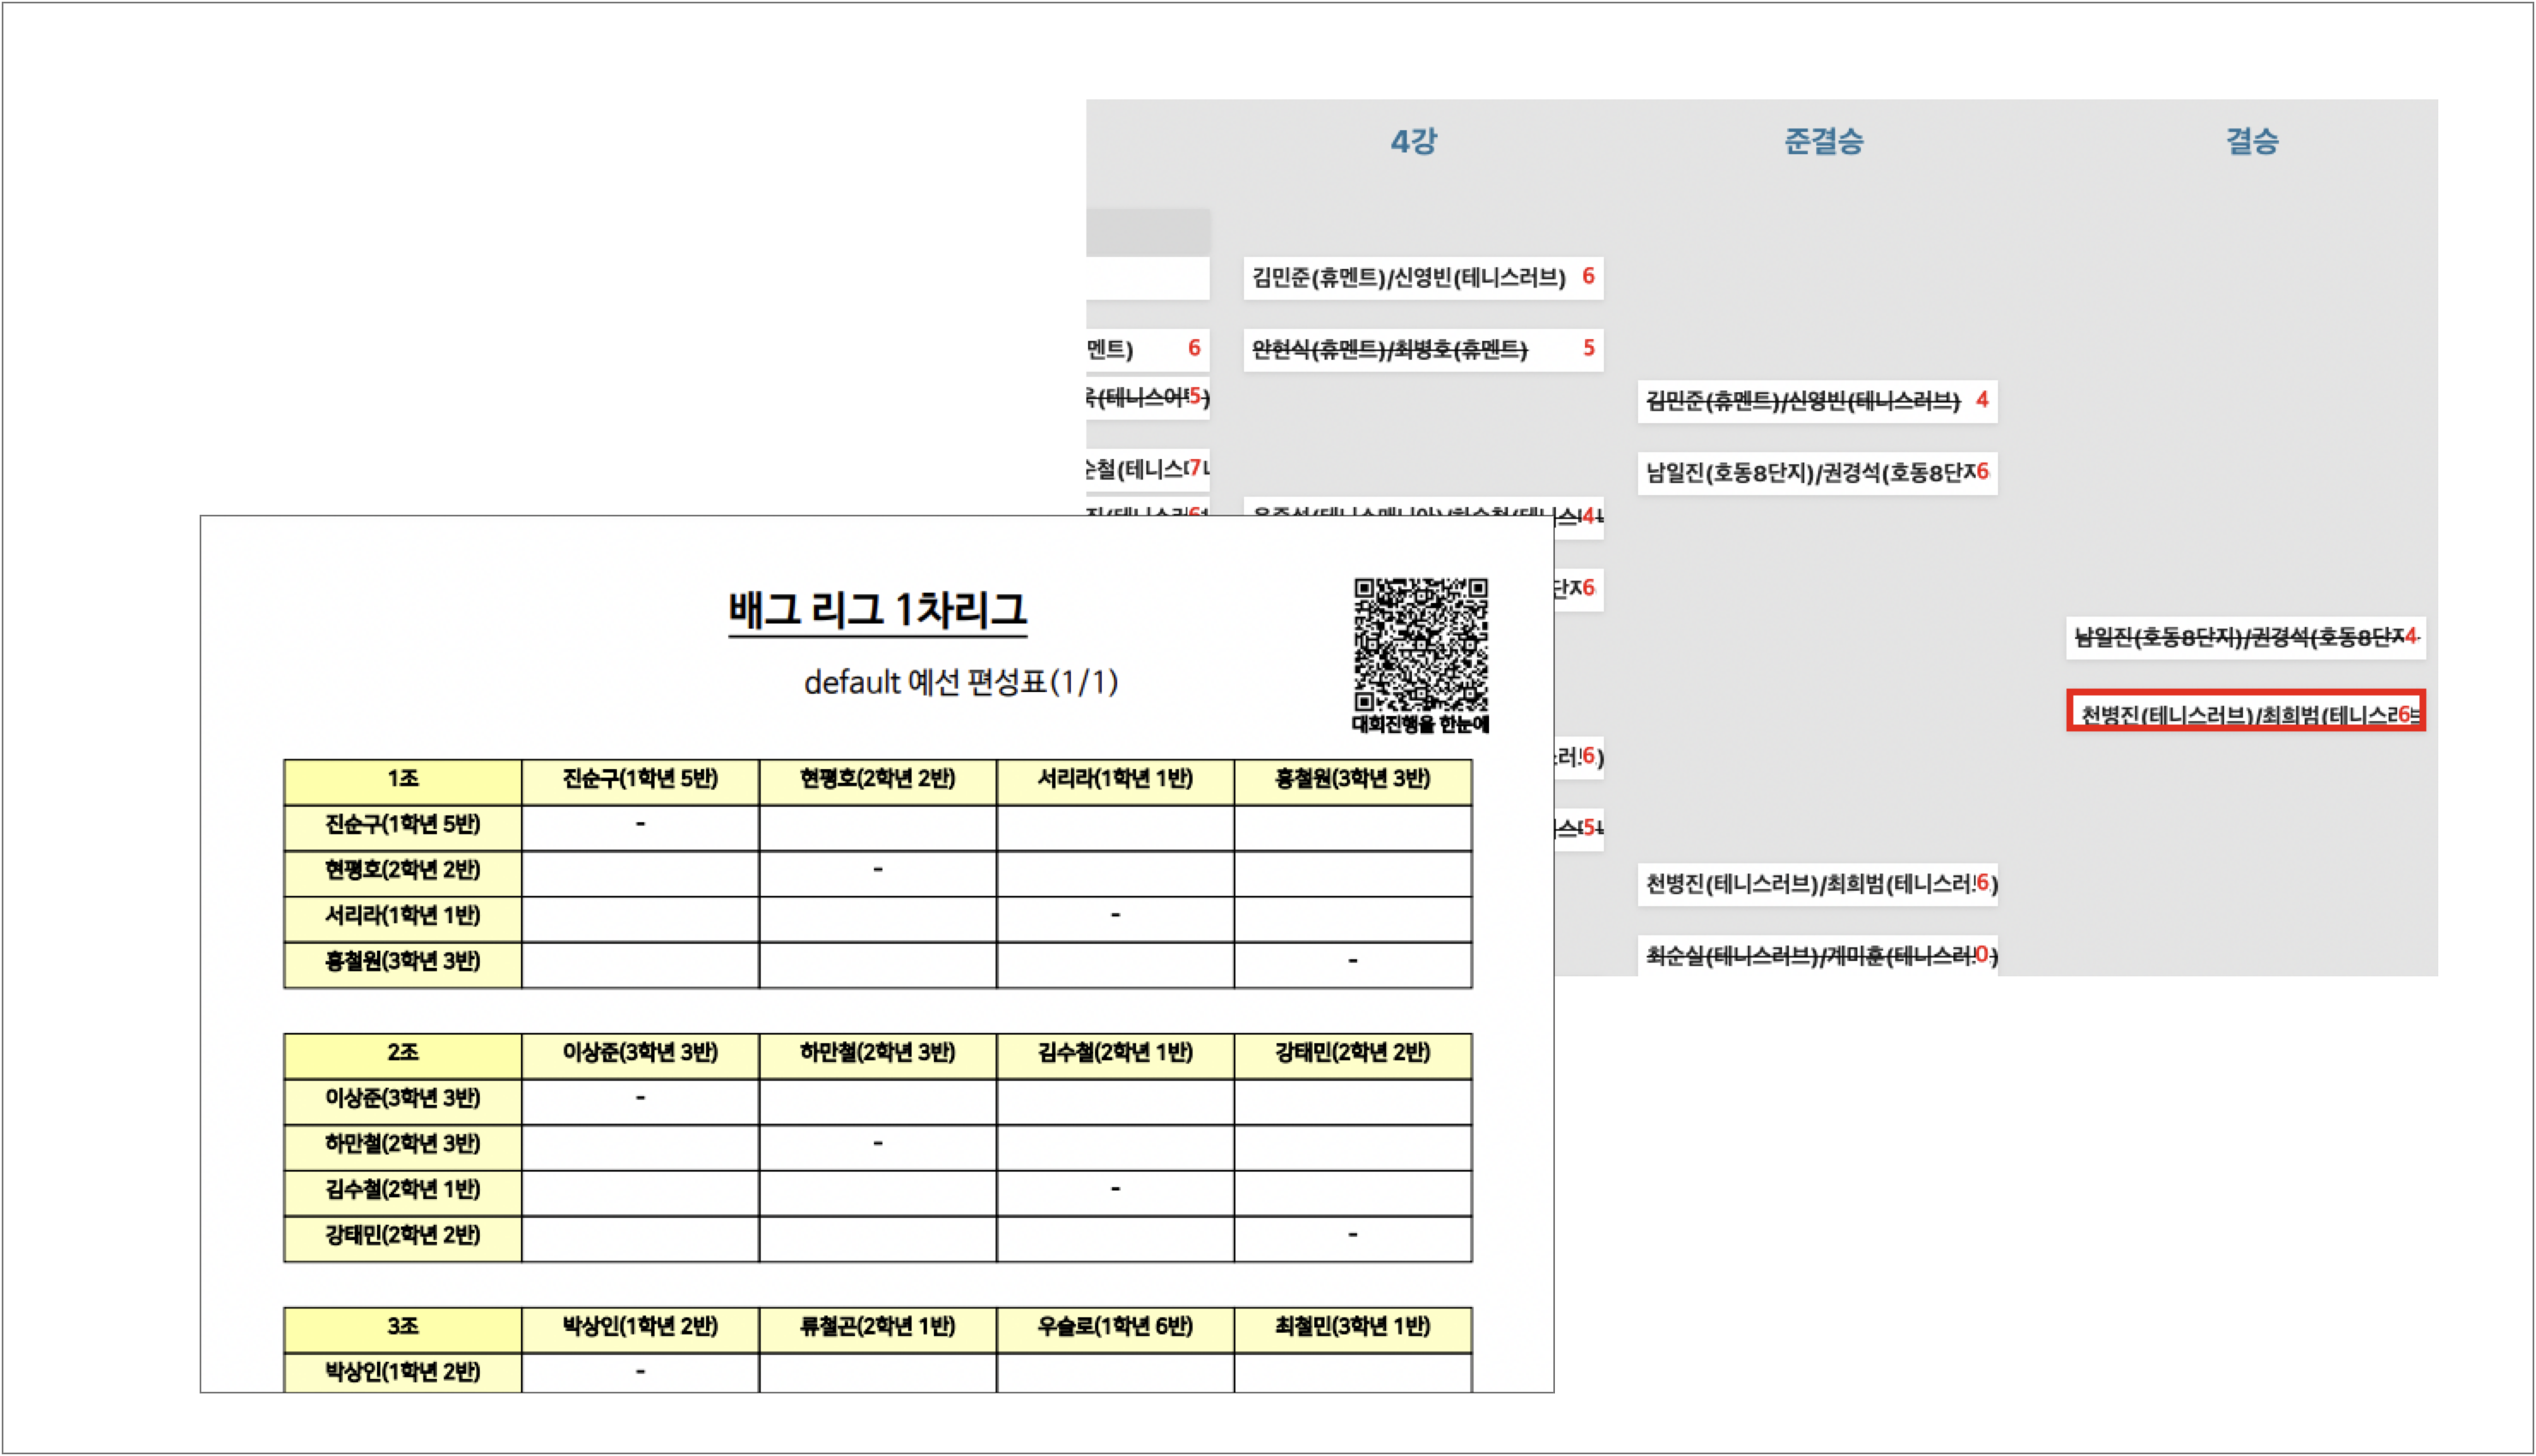 4강 준결승 결승
김민준(휴멘트)/신영빈(테니스러브) 6
멘트) 6 안현식(휴멘트)/최병호(휴멘트) 5
(테니스어 5) 김민준(휴멘트)/신영빈(테니스러브) 4
순철(테니스 7 남일진(호동8단지)/권경석(호동8단지 6
6 4
단지 6
남일진(호동8단지)/권경석(호동8단지 4
천병진(테니스러브)/최희범(테니스러브 6
러 6)
스 5
천병진(테니스러브)/최희범(테니스러브 6)
최순실(테니스러브)/계미훈(테니스러브 0)
배그 리그 1차리그
default 예선 편성표(1/1)
대회진행을 한눈에
1조 진순구(1학년 5반) 현평호(2학년 2반) 서리라(1학년 1반) 홍철원(3학년 3반)
진순구(1학년 5반) -
현평호(2학년 2반) -
서리라(1학년 1반) -
홍철원(3학년 3반) -
2조 이상준(3학년 3반) 하만철(2학년 3반) 김수철(2학년 1반) 강태민(2학년 2반)
이상준(3학년 3반) -
하만철(2학년 3반) -
김수철(2학년 1반) -
강태민(2학년 2반) -
3조 박상인(1학년 2반) 류철곤(2학년 1반) 우슬로(1학년 6반) 최철민(3학년 1반)
박상인(1학년 2반) -